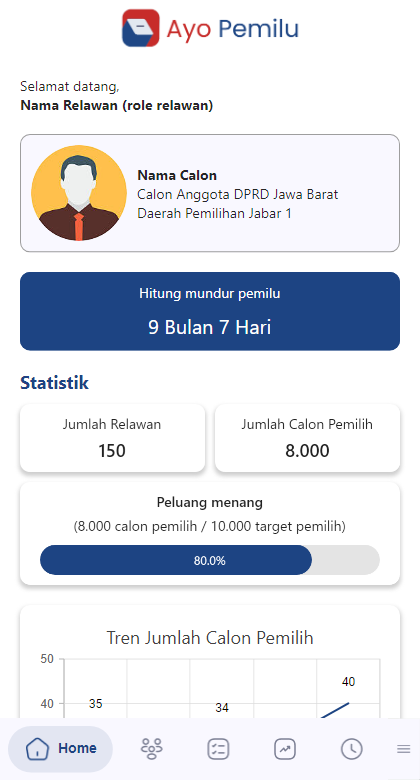 Ayo Pemilu
Selamat datang,
Nama Relawan (role relawan)
Nama Calon
Calon Anggota DPRD Jawa Barat
Daerah Pemilihan Jabar 1
Hitung mundur pemilu
9 Bulan 7 Hari
Statistik
Jumlah Relawan
150
Jumlah Calon Pemilih
8.000
Peluang menang
(8.000 calon pemilih / 10.000 target pemilih)
80.0%
Tren Jumlah Calon Pemilih
50
40
35
34
40
Home